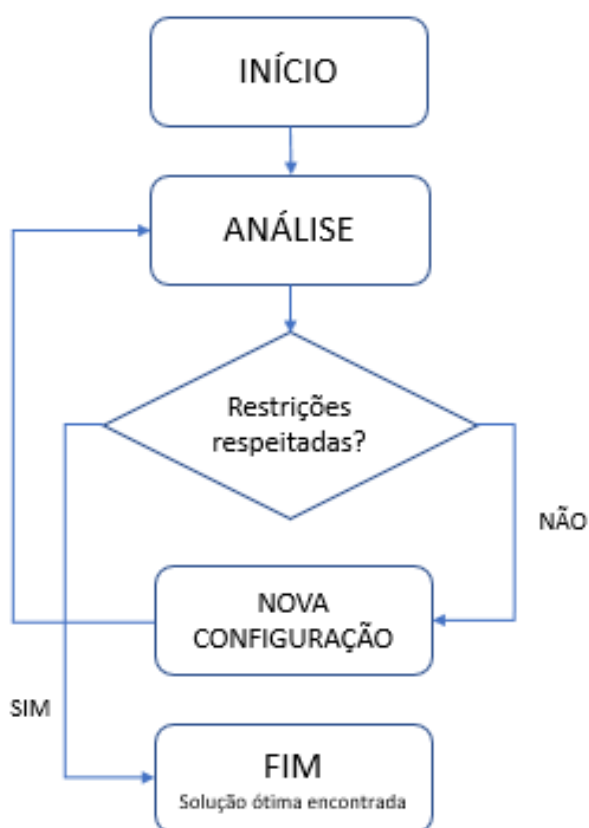 INÍCIO
ANÁLISE
Restrições
respeitadas?
NÃO
NOVA
CONFIGURAÇÃO
SIM
FIM
Solução ótima encontrada